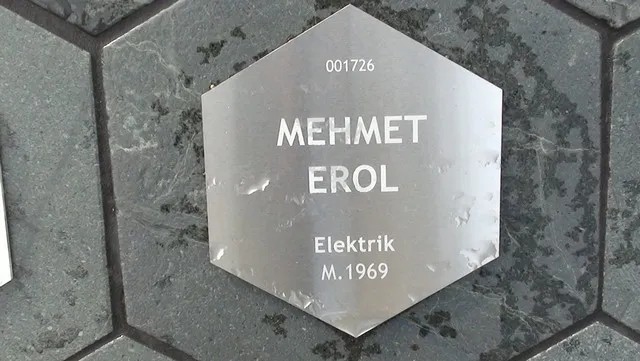 001726
MEHMET
EROL
Elektrik
M.1969